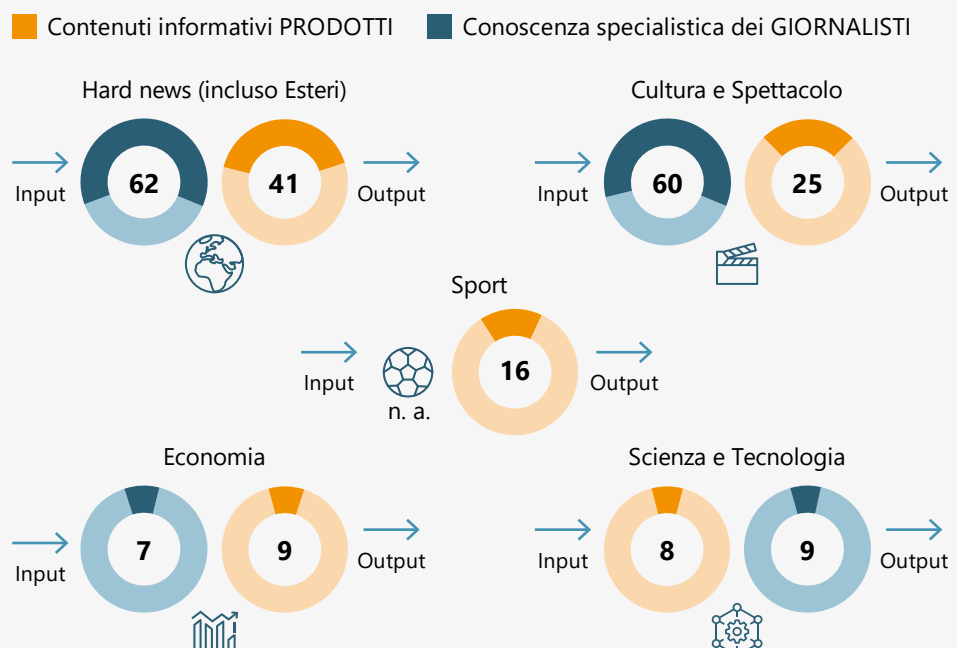 Contenuti informativi PRODOTTI
Conoscenza specialistica dei GIORNALISTI
Hard news (incluso Esteri)
Input
62
41
Output
Cultura e Spettacolo
Input
60
25
Output
Sport
Input
n. a.
16
Output
Economia
Input
7
9
Output
Scienza e Tecnologia
Input
8
9
Output